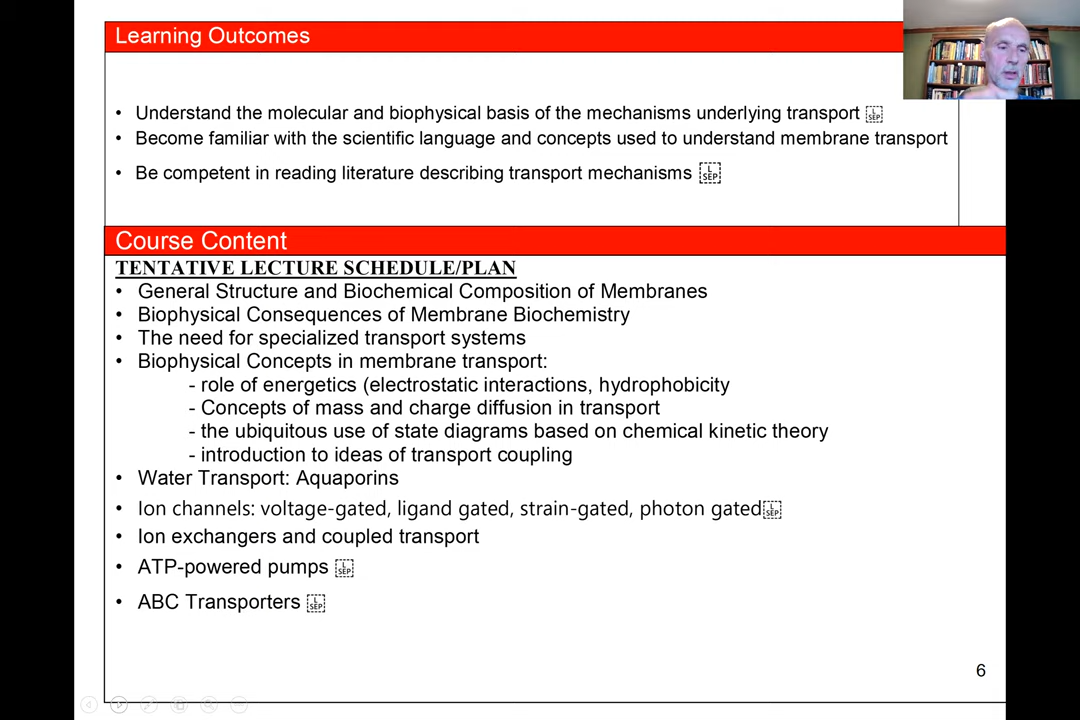 Learning Outcomes
• Understand the molecular and biophysical basis of the mechanisms underlying transport L SEP
• Become familiar with the scientific language and concepts used to understand membrane transport
• Be competent in reading literature describing transport mechanisms L SEP
Course Content
TENTATIVE LECTURE SCHEDULE/PLAN
• General Structure and Biochemical Composition of Membranes
• Biophysical Consequences of Membrane Biochemistry
• The need for specialized transport systems
• Biophysical Concepts in membrane transport:
- role of energetics (electrostatic interactions, hydrophobicity
- Concepts of mass and charge diffusion in transport
- the ubiquitous use of state diagrams based on chemical kinetic theory
- introduction to ideas of transport coupling
• Water Transport: Aquaporins
• Ion channels: voltage-gated, ligand gated, strain-gated, photon gated L SEP
• Ion exchangers and coupled transport
• ATP-powered pumps L SEP
• ABC Transporters L SEP
6